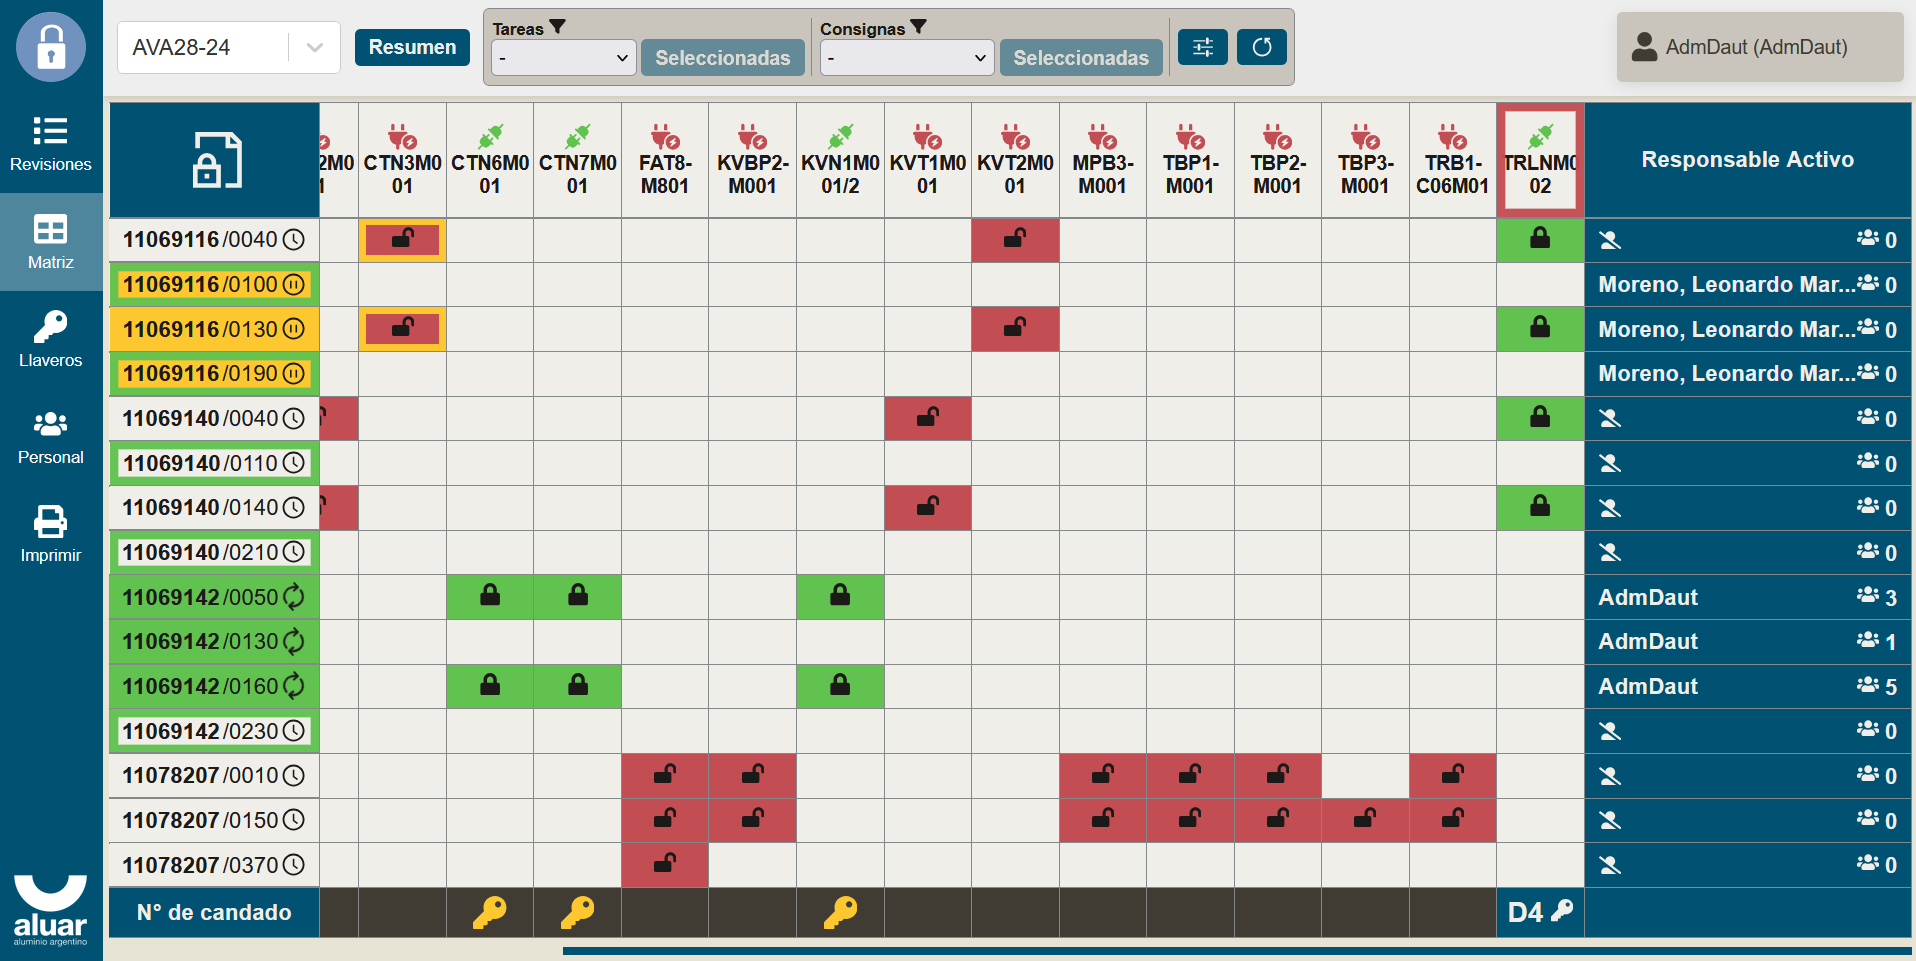 AVA28-24
Resumen
Tareas
-
Seleccionadas
Consignas
-
Seleccionadas
AdmDaut (AdmDaut)
Revisiones
Matriz
Llaveros
Personal
Imprimir
aluar
aluminio argentino
2M0
1
CTN3M0
01
CTN6M0
01
CTN7M0
01
FAT8-
M801
KVBP2-
M001
KVN1M0
01/2
KVT1M0
01
KVT2M0
01
MPB3-
M001
TBP1-
M001
TBP2-
M001
TBP3-
M001
TRB1-
C06M01
TRLNM0
02
Responsable Activo
11069116/0040 0
11069116/0100 Moreno, Leonardo Mar... 0
11069116/0130 Moreno, Leonardo Mar... 0
11069116/0190 Moreno, Leonardo Mar... 0
11069140/0040 0
11069140/0110 0
11069140/0140 0
11069140/0210 0
11069142/0050 AdmDaut 3
11069142/0130 AdmDaut 1
11069142/0160 AdmDaut 5
11069142/0230 0
11078207/0010 0
11078207/0150 0
11078207/0370 0
N° de candado D4